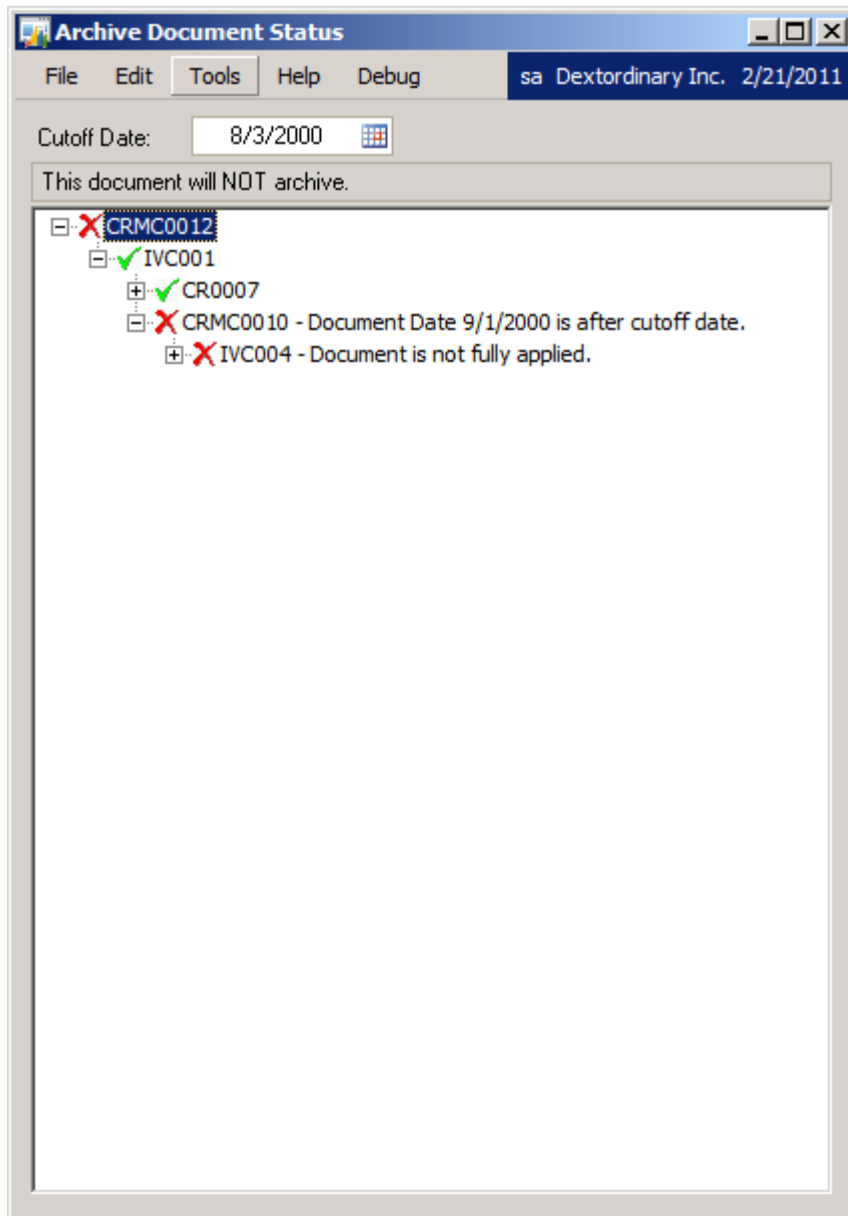 Archive Document Status
File Edit Tools Help Debug sa Dextordinary Inc. 2/21/2011
Cutoff Date: 8/3/2000
This document will NOT archive.
CRMC0012
IVC001
CR0007
CRMC0010 - Document Date 9/1/2000 is after cutoff date.
IVC004 - Document is not fully applied.